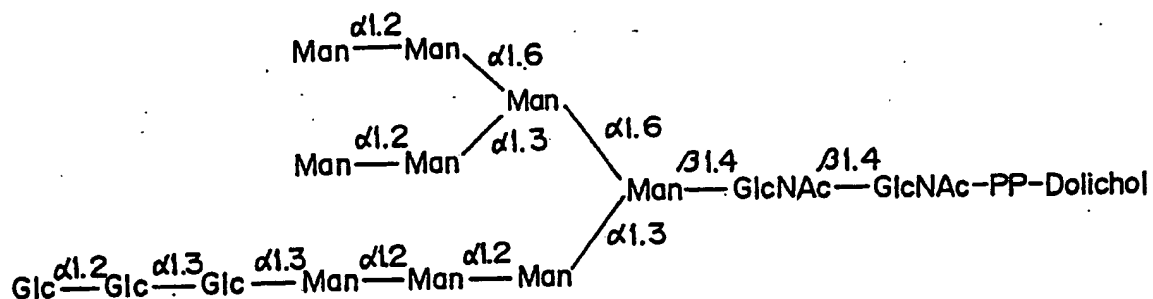 α1.2
Man Man α1.6
Man
α1.2 α1.3 α1.6
Man Man
β1.4 β1.4
Man GlcNAc GlcNAc-PP-Dolichol
α1.3
α1.2 α1.3 α1.3 α1.2 α1.2
Glc Glc Glc Man Man Man